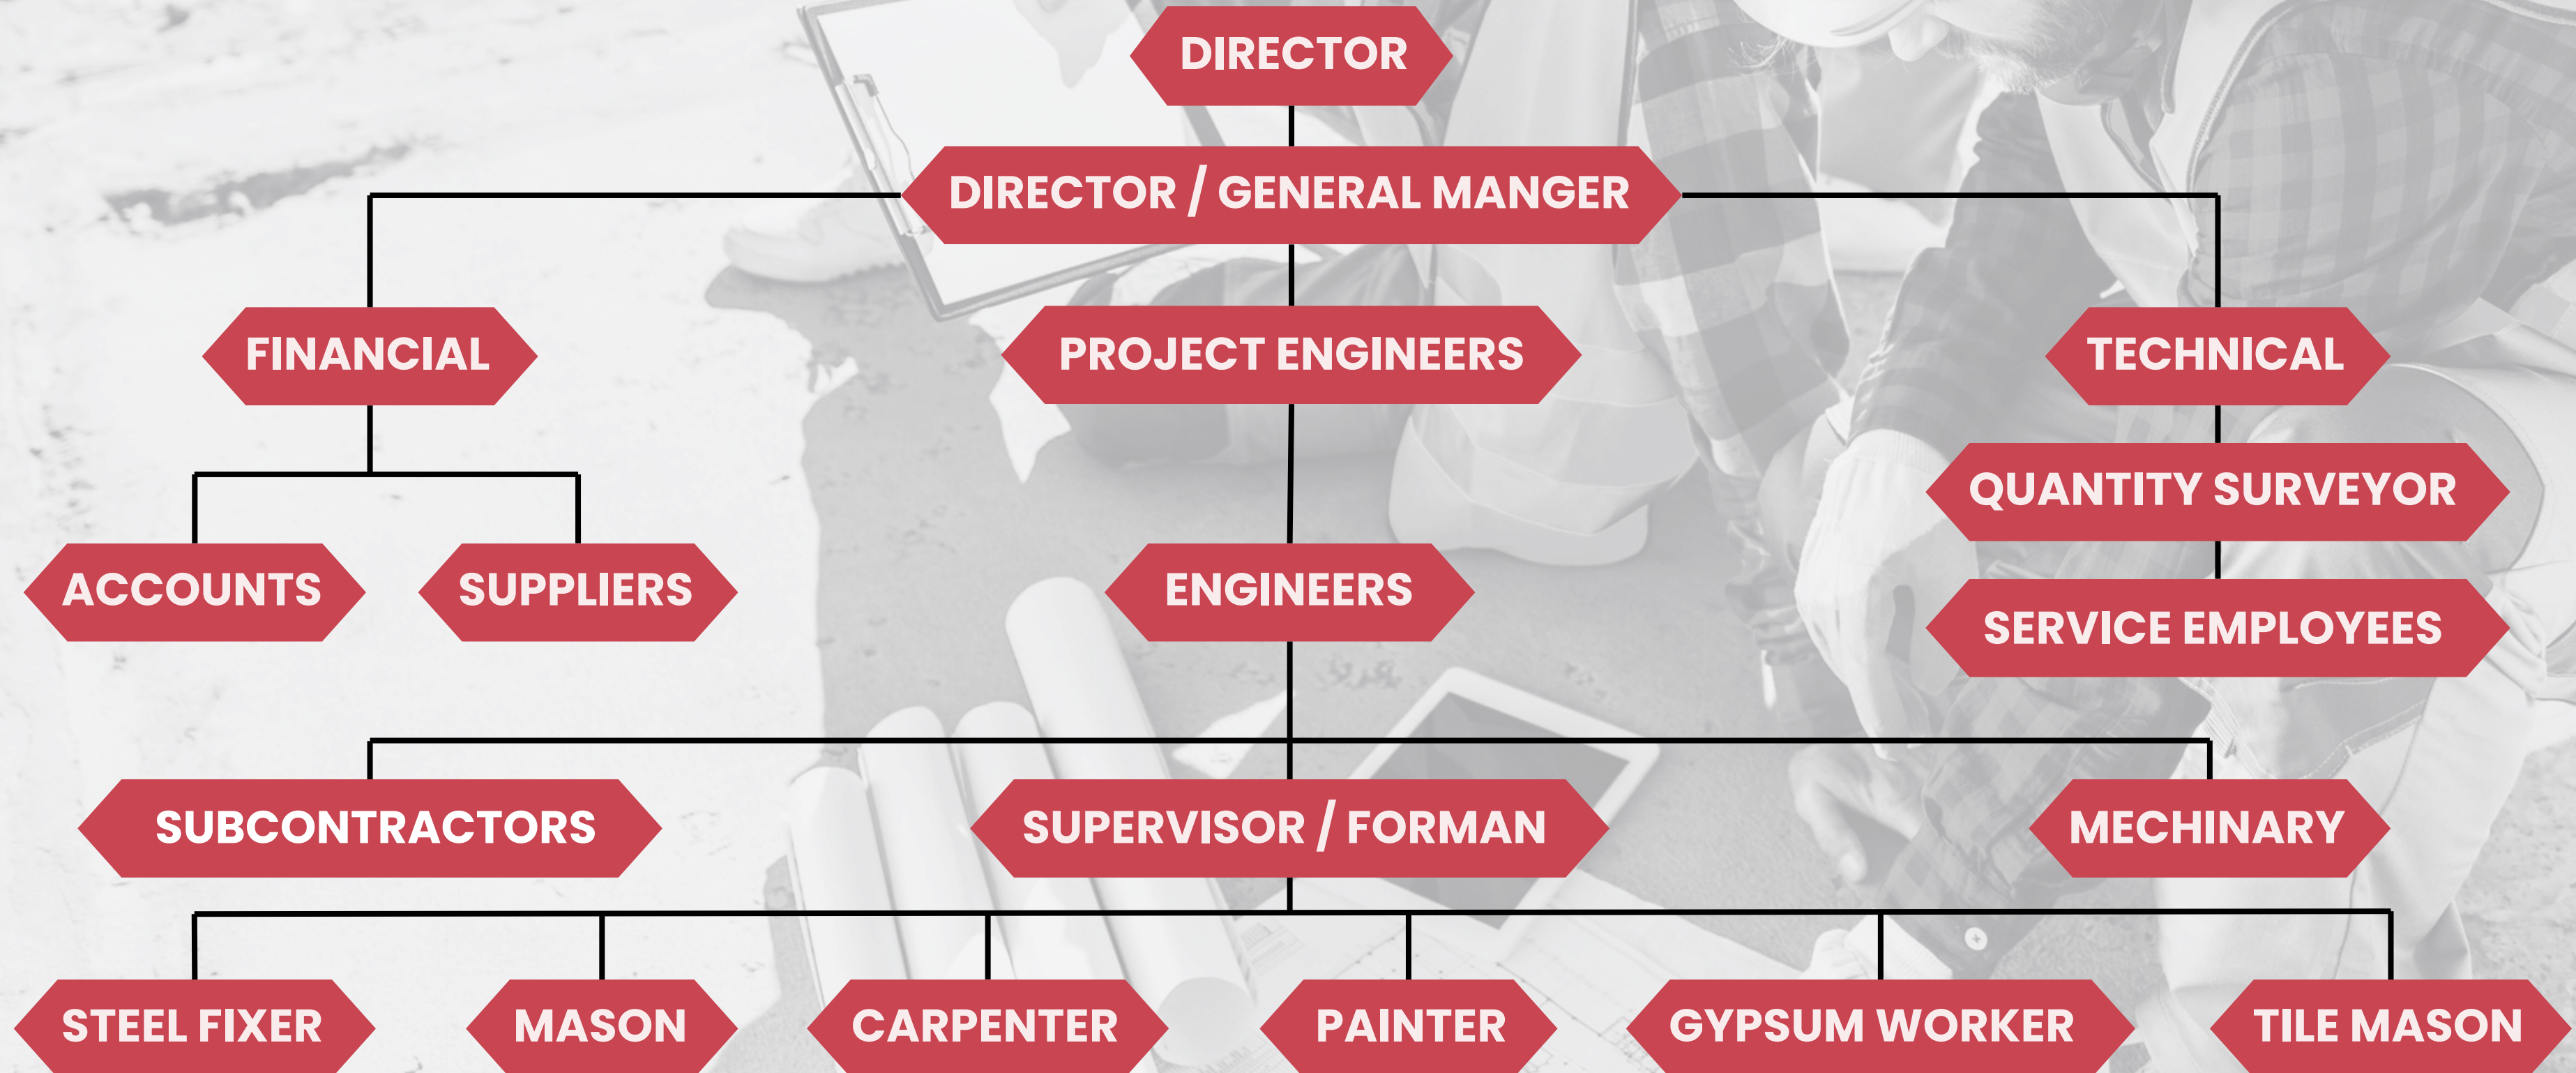 DIRECTOR
DIRECTOR / GENERAL MANGER
FINANCIAL
PROJECT ENGINEERS
TECHNICAL
QUANTITY SURVEYOR
ACCOUNTS
SUPPLIERS
ENGINEERS
SERVICE EMPLOYEES
SUBCONTRACTORS
SUPERVISOR / FORMAN
MECHINARY
STEEL FIXER
MASON
CARPENTER
PAINTER
GYPSUM WORKER
TILE MASON